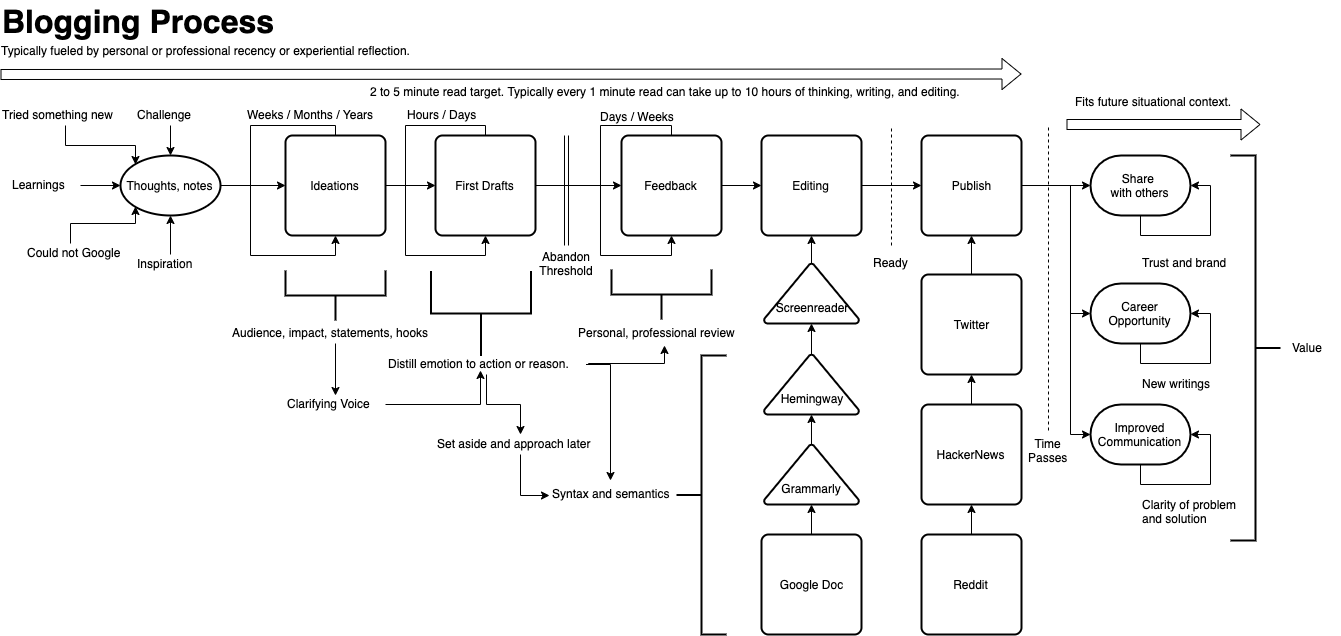 Blogging Process
Typically fueled by personal or professional recency or experiential reflection.
2 to 5 minute read target. Typically every 1 minute read can take up to 10 hours of thinking, writing, and editing.
Fits future situational context.
Tried something new
Challenge
Weeks / Months / Years
Hours / Days
Days / Weeks
Learnings
Thoughts, notes
Ideations
First Drafts
Feedback
Editing
Publish
Share
with others
Could not Google
Inspiration
Abandon
Threshold
Ready
Trust and brand
Screenreader
Twitter
Career
Opportunity
Audience, impact, statements, hooks
Personal, professional review
Value
Distill emotion to action or reason.
New writings
Clarifying Voice
Hemingway
Set aside and approach later
HackerNews
Time
Passes
Improved
Communication
Syntax and semantics
Grammarly
Clarity of problem
and solution
Google Doc
Reddit